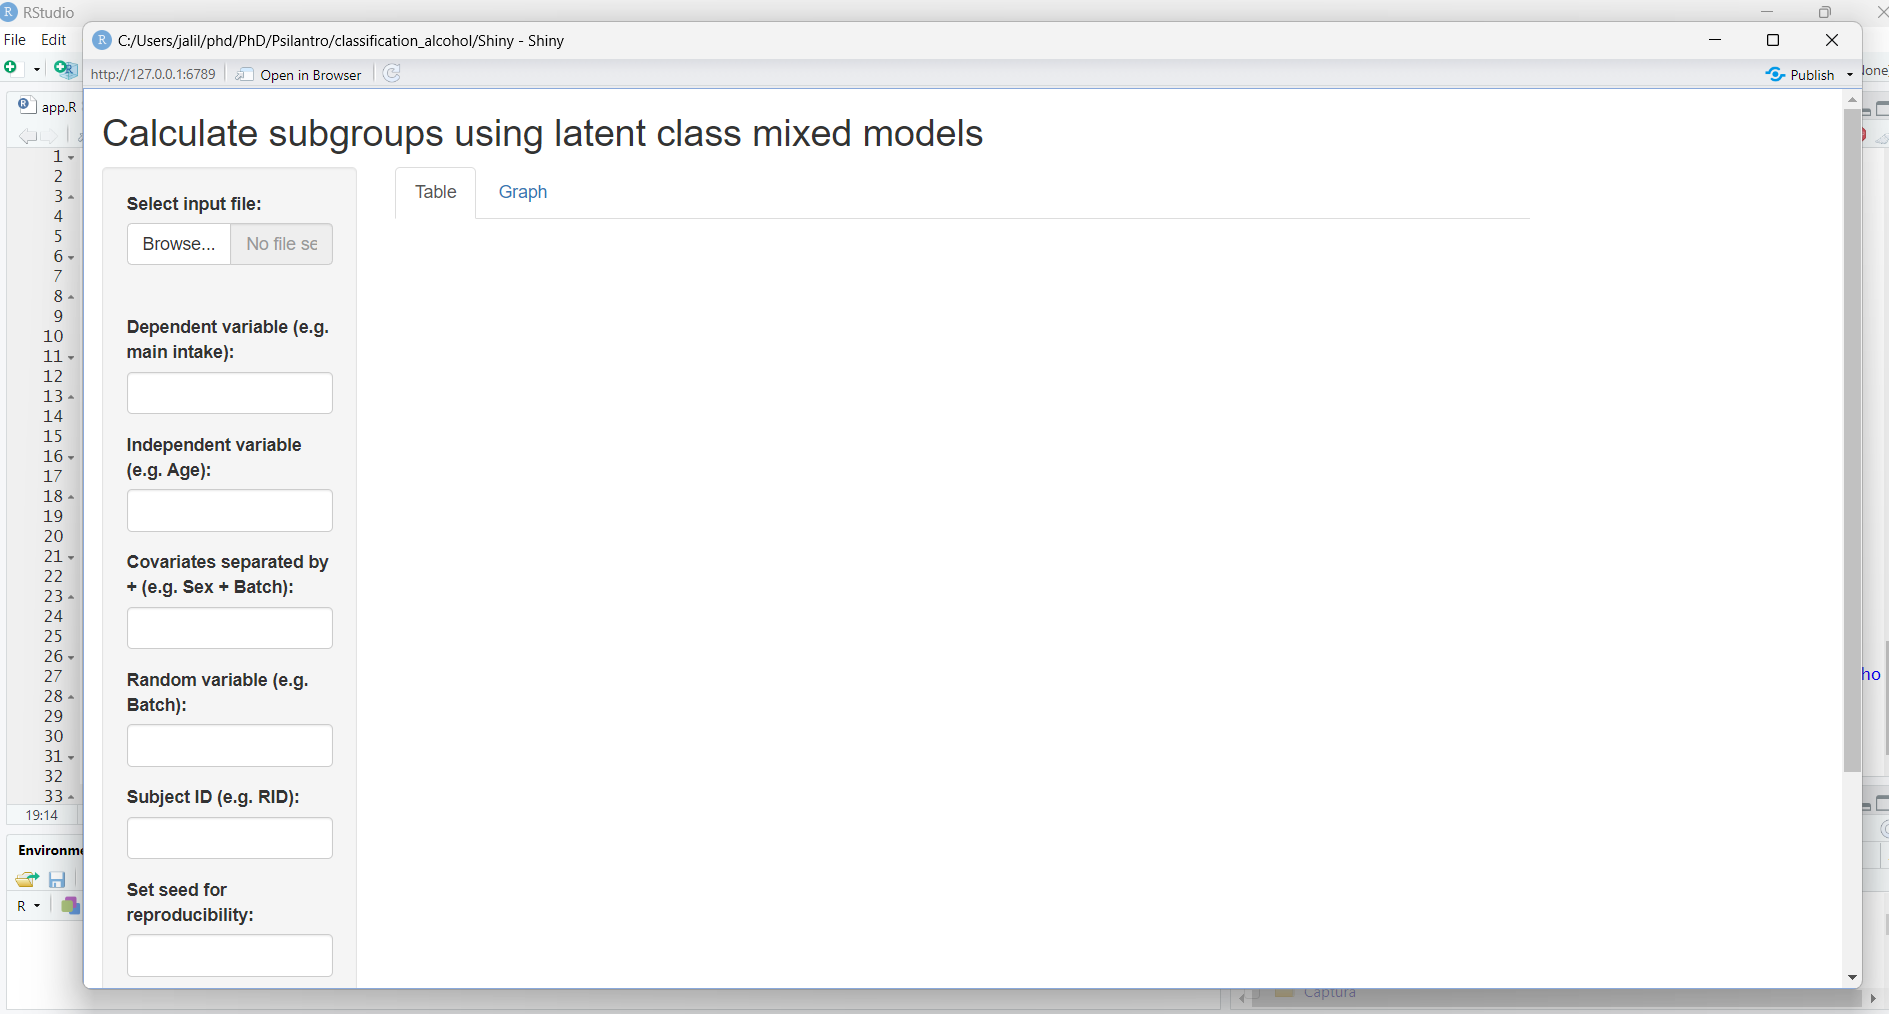 RStudio
File Edit
C:/Users/jalil/phd/PhD/Psilantro/classification_alcohol/Shiny - Shiny
http://127.0.0.1:6789 Open in Browser Publish
app.R
Calculate subgroups using latent class mixed models
Table Graph
Select input file:
Browse... No file se
Dependent variable (e.g.
main intake):
Independent variable
(e.g. Age):
Covariates separated by
+ (e.g. Sex + Batch):
Random variable (e.g.
Batch):
Subject ID (e.g. RID):
Set seed for
reproducibility:
1
2
3
4
5
6
7
8
9
10
11
12
13
14
15
16
17
18
19
20
21
22
23
24
25
26
27
28
29
30
31
32
33
19:14
Environme
R
ho
Captura